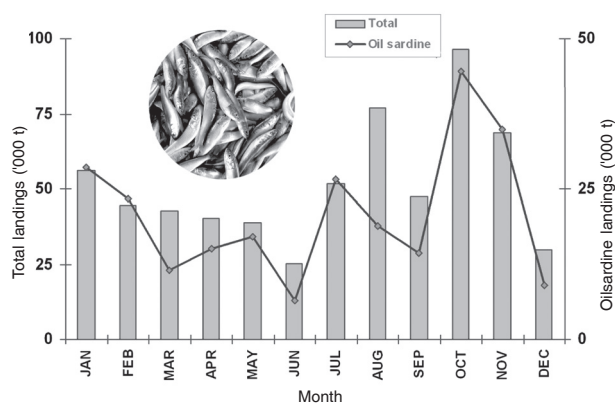 Total
Oil sardine
100
75
50
25
0
Total landings ('000 t)
50
25
0
Oilsardine landings ('000 t)
JAN
FEB
MAR
APR
MAY
JUN
JUL
AUG
SEP
OCT
NOV
DEC
Month